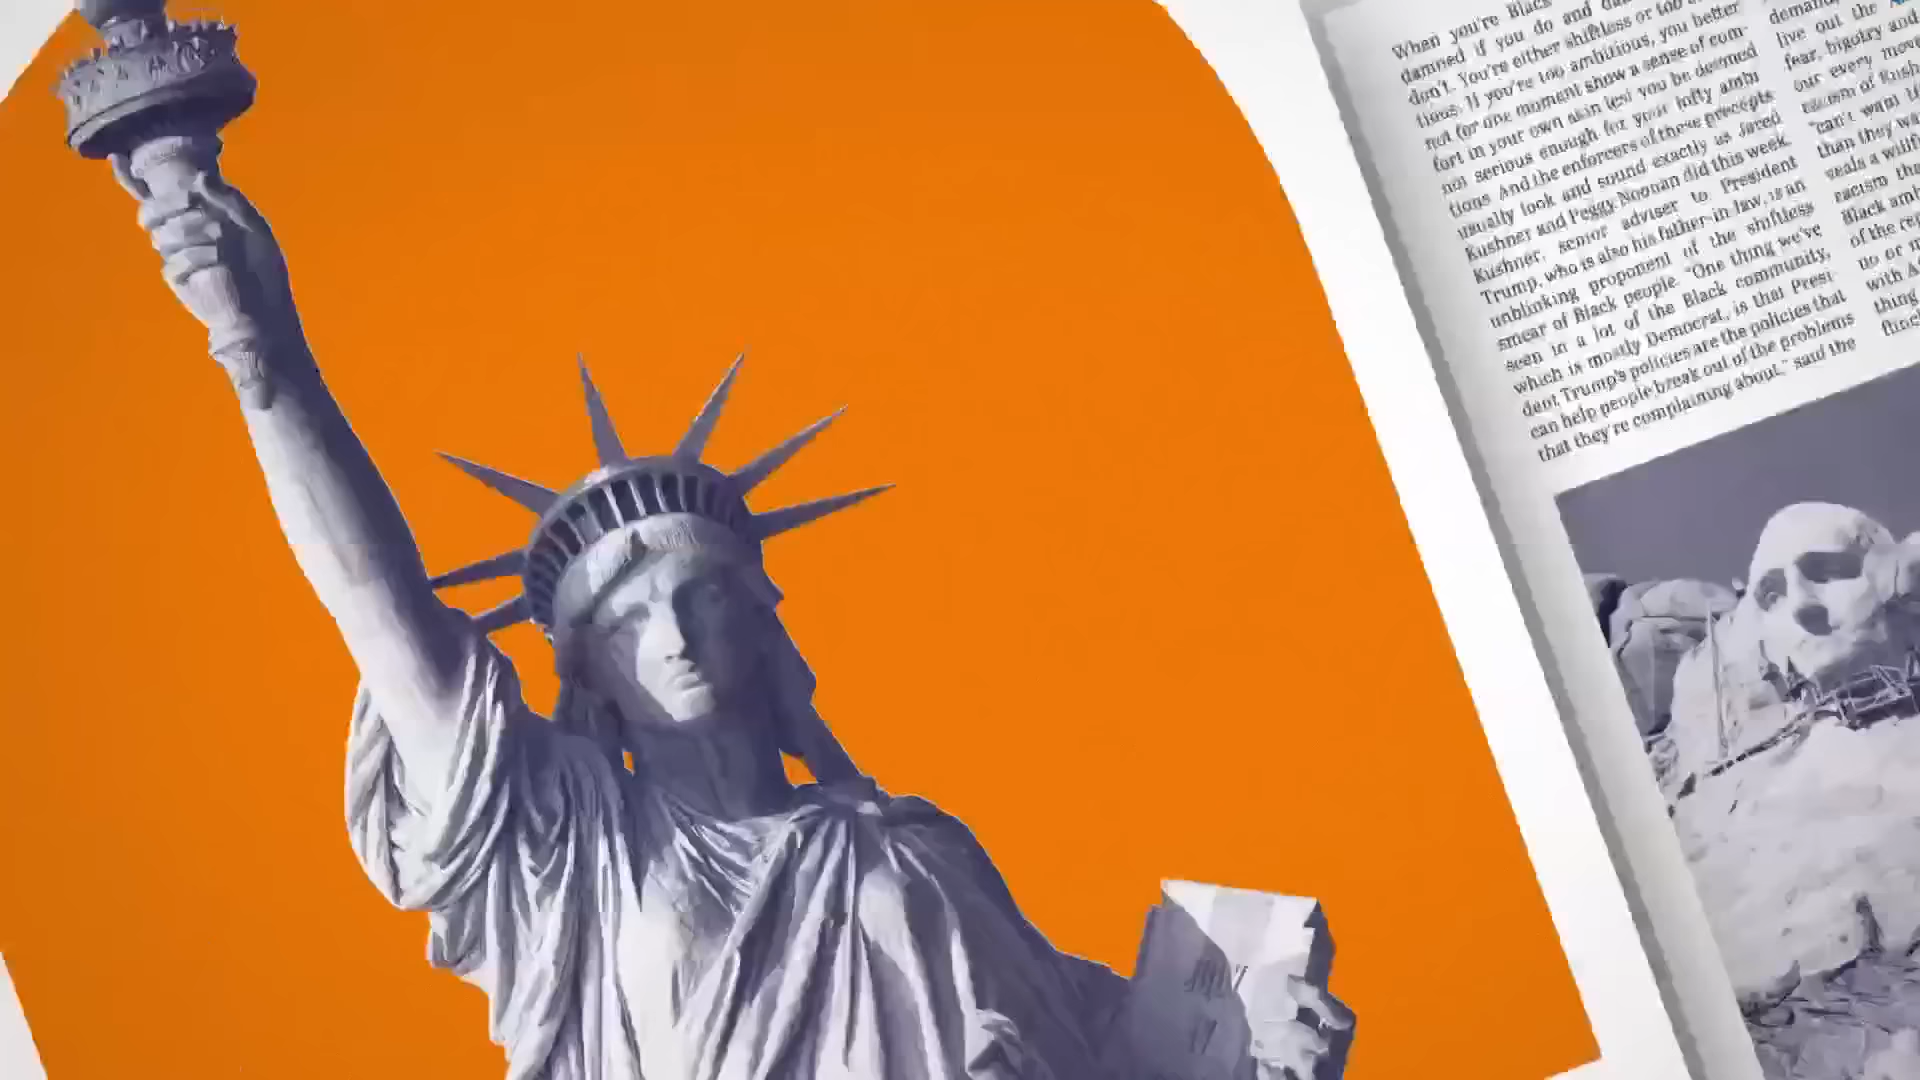 When you're Black
damned if you do and
don't. You're either shiftless or too
tious. If you're too ambitious, you better
not for one moment show a sense of com-
fort in your own skin lest you be deemed
not serious enough for your lofty ambi
tions And the enforcers of these precepts
usually look and sound exactly as Jared
Kushner and Peggy Noonan did this week.
Kushner, senior adviser to President
Trump, who is also his father-in-law, is an
unblinking proponent of the shiftless
smear of Black people. "One thing we've
seen in a lot of the Black community,
which is mostly Democrat, is that Presi-
dent Trump's policies are the policies that
can help people break out of the problems
that they're complaining about," said the
demand,
live out the
fear, bigotry and
our every move
racism of Kush
"can't want
than they wa
veals a willf
racism tha
Black amb
of the rep
no or m
with A
thing
flinch
JULY